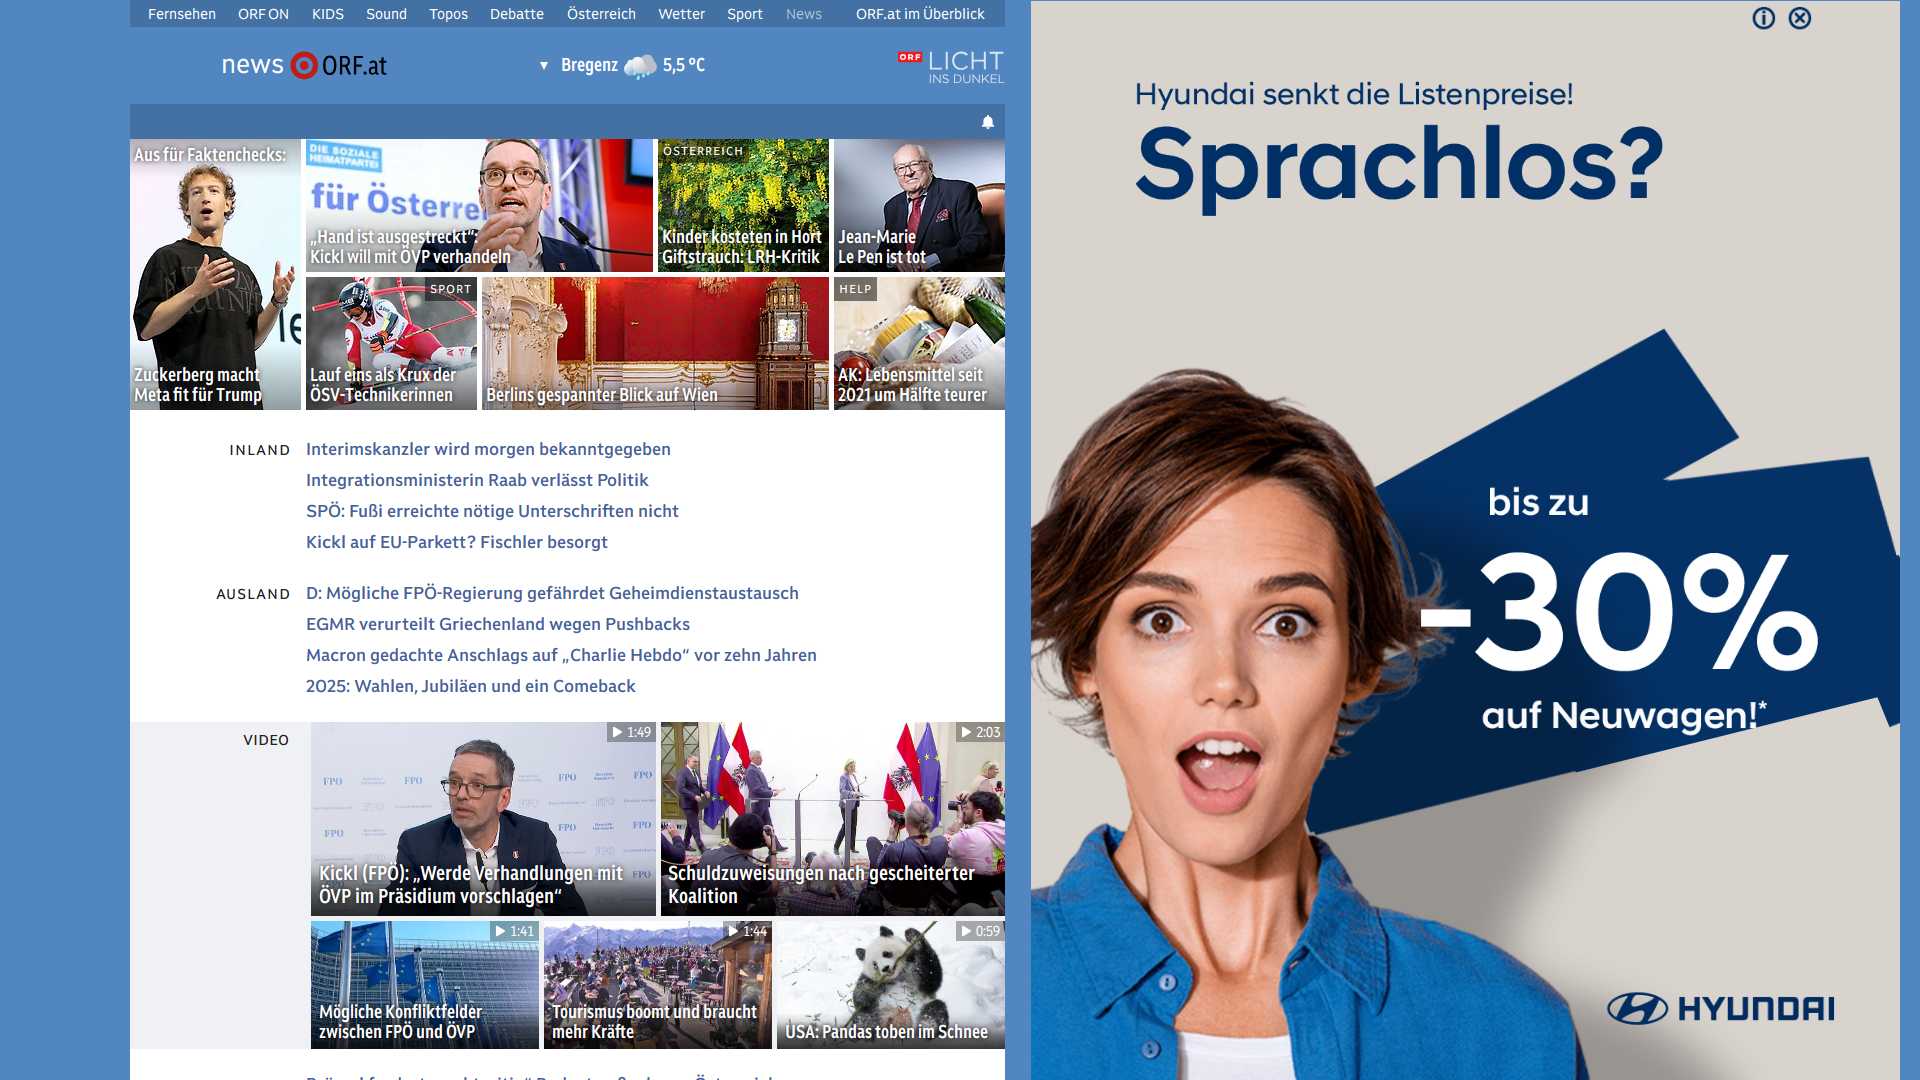 Fernsehen ORF ON KIDS Sound Topos Debatte Österreich Wetter Sport News ORF.at im Überblick
news ORF.at
Bregenz 5,5 °C
ORF LICHT
INS DUNKEL
Aus für Faktenchecks:
Zuckerberg macht
Meta fit für Trump
DIE SOZIALE
HEIMATPARTEI
für Österre
„Hand ist ausgestreckt“:
Kickl will mit ÖVP verhandeln
ÖSTERREICH
Kinder kosteten in Hort
Giftstrauch: LRH-Kritik
Jean-Marie
Le Pen ist tot
SPORT
Lauf eins als Krux der
ÖSV-Technikerinnen
Berlins gespannter Blick auf Wien
HELP
AK: Lebensmittel seit
2021 um Hälfte teurer
INLAND
Interimskanzler wird morgen bekanntgegeben
Integrationsministerin Raab verlässt Politik
SPÖ: Fußi erreichte nötige Unterschriften nicht
Kickl auf EU-Parkett? Fischler besorgt
AUSLAND
D: Mögliche FPÖ-Regierung gefährdet Geheimdienstaustausch
EGMR verurteilt Griechenland wegen Pushbacks
Macron gedachte Anschlags auf „Charlie Hebdo“ vor zehn Jahren
2025: Wahlen, Jubiläen und ein Comeback
VIDEO
1:49
FPÖ FPÖ FPÖ FPÖ
FPÖ
FPÖ FPÖ FPÖ
FPÖ
Kickl (FPÖ): „Werde Verhandlungen mit
ÖVP im Präsidium vorschlagen“
2:03
Schuldzuweisungen nach gescheiterter
Koalition
1:41
Mögliche Konfliktfelder
zwischen FPÖ und ÖVP
1:44
Tourismus boomt und braucht
mehr Kräfte
0:59
USA: Pandas toben im Schnee
Hyundai senkt die Listenpreise!
Sprachlos?
bis zu
-30%
auf Neuwagen!*
HYUNDAI